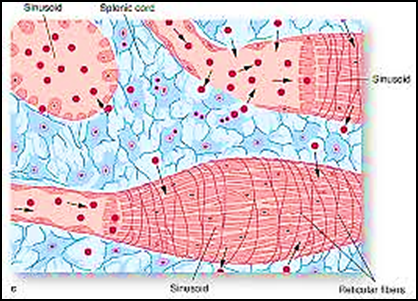 Sinusoid
Splenic cord
Sinusoid
c
Sinusoid
Reticular fibers